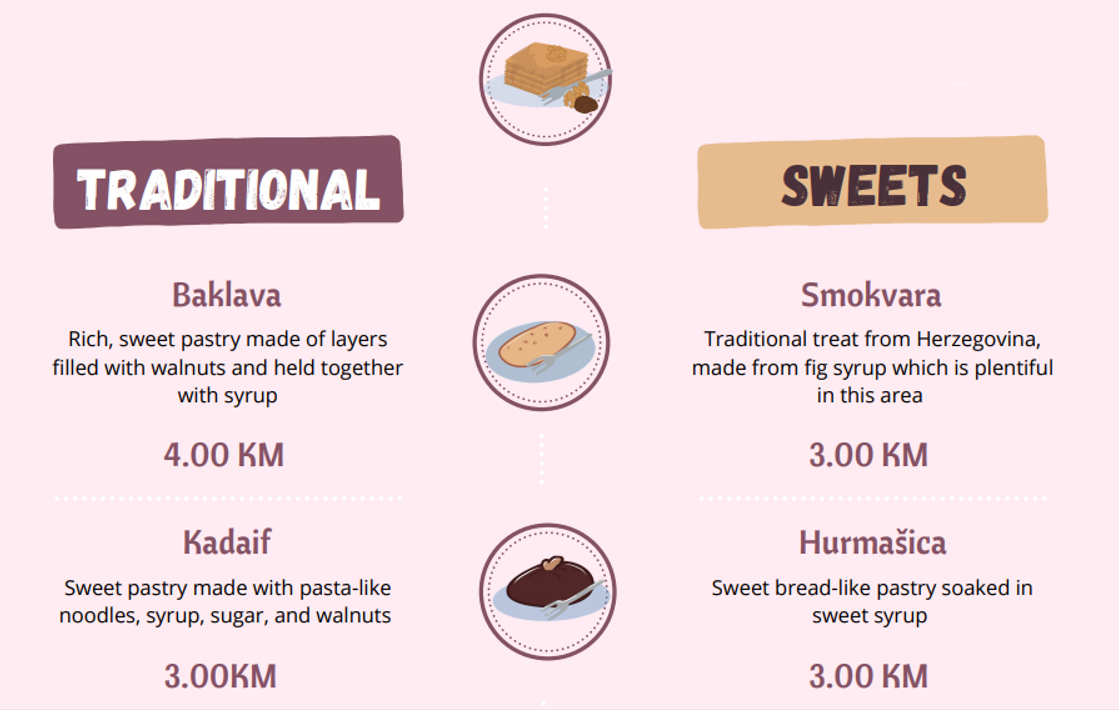 TRADITIONAL
SWEETS
Baklava
Rich, sweet pastry made of layers
filled with walnuts and held together
with syrup
4.00 KM
Kadaif
Sweet pastry made with pasta-like
noodles, syrup, sugar, and walnuts
3.00KM
Smokvara
Traditional treat from Herzegovina,
made from fig syrup which is plentiful
in this area
3.00 KM
Hurmašica
Sweet bread-like pastry soaked in
sweet syrup
3.00 KM